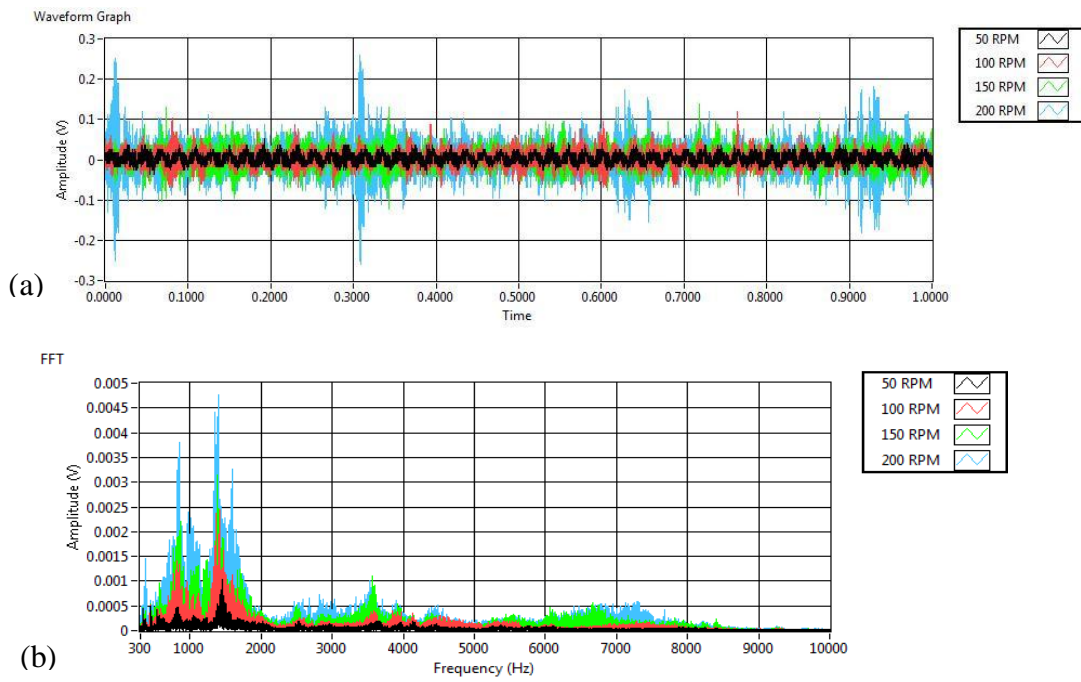 Waveform Graph
0.3
0.2
0.1
0
-0.1
-0.2
-0.3
Amplitude (V)
0.0000 0.1000 0.2000 0.3000 0.4000 0.5000 0.6000 0.7000 0.8000 0.9000 1.0000
Time
50 RPM
100 RPM
150 RPM
200 RPM
(a)
FFT
0.005
0.0045
0.004
0.0035
0.003
0.0025
0.002
0.0015
0.001
0.0005
0
Amplitude (V)
300 1000 2000 3000 4000 5000 6000 7000 8000 9000 10000
Frequency (Hz)
50 RPM
100 RPM
150 RPM
200 RPM
(b)